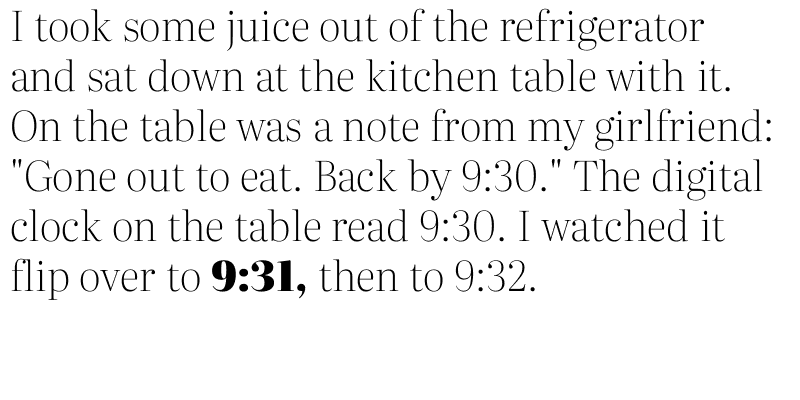 I took some juice out of the refrigerator
and sat down at the kitchen table with it.
On the table was a note from my girlfriend:
"Gone out to eat. Back by 9:30." The digital
clock on the table read 9:30. I watched it
flip over to 9:31, then to 9:32.